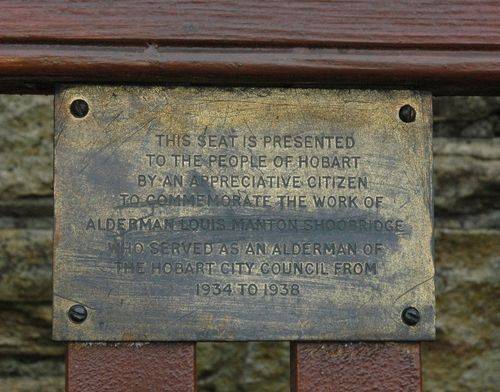 THIS SEAT IS PRESENTED
TO THE PEOPLE OF HOBART
BY AN APPRECIATIVE CITIZEN
TO COMMEMORATE THE WORK OF
ALDERMAN LOUIS MANTON SHOOBRIDGE
WHO SERVED AS AN ALDERMAN OF
THE HOBART CITY COUNCIL FROM
1934 TO 1938